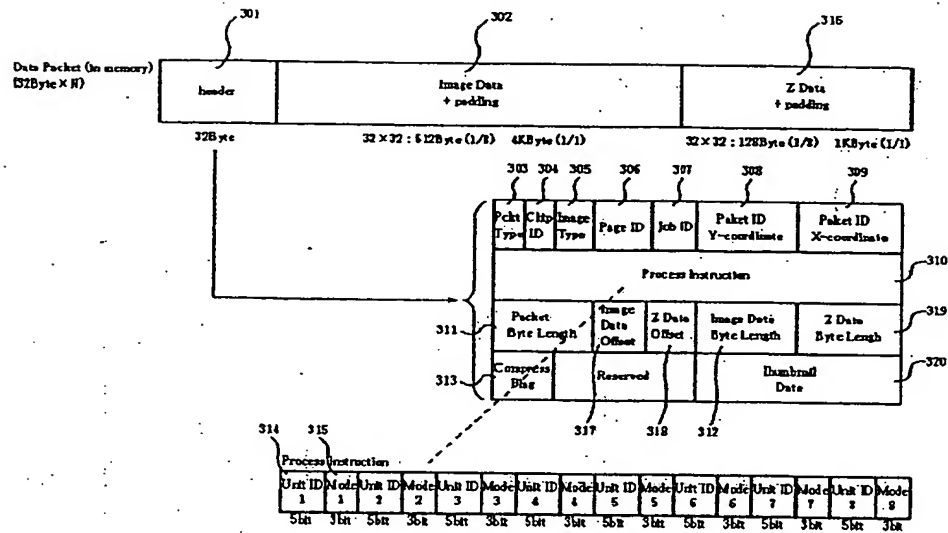 301
302
316
Data Packet (In memory)
(32Byte × N)
header
Image Data
+ padding
Z Data
+ padding
32Byte
32×32 : 512Byte (1/8) 4KByte (1/1)
32×32 : 128Byte (1/8) 1KByte (1/1)
303
304
305
306
307
308
309
Pckt
Type
Chip
ID
Image
Type
Page ID
Job ID
Paket ID
Y-coordinate
Paket ID
X-coordinate
310
Process Instruction
311
Packet
Byte Length
Image
Data
Offset
Z Data
Offset
Image Data
Byte Length
Z Data
Byte Length
319
313
Compress
Flag
Reserved
Thumbnail
Date
320
317
318
312
314
315
Process Instruction
Unit ID
1
Mode
1
Unit ID
2
Mode
2
Unit ID
3
Mode
3
Unit ID
4
Mode
4
Unit ID
5
Mode
5
Unit ID
6
Mode
6
Unit ID
7
Mode
7
Unit ID
8
Mode
8
5bit 3bit 5bit 3bit 5bit 3bit 5bit 3bit 5bit 3bit 5bit 3bit 5bit 3bit 5bit 3bit